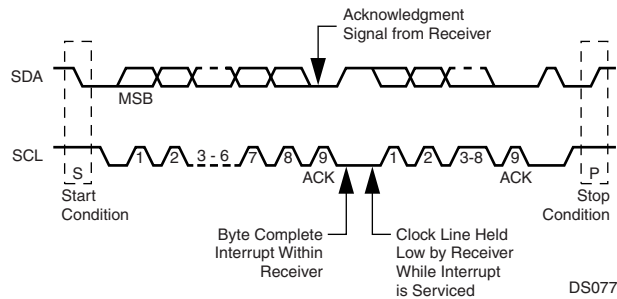 Acknowledgment
Signal from Receiver
SDA
MSB
SCL
1 2 3 - 6 7 8 9 1 2 3-8 9
S
ACK
ACK
P
Start
Condition
Stop
Condition
Byte Complete
Interrupt Within
Receiver
Clock Line Held
Low by Receiver
While Interrupt
is Serviced
DS077